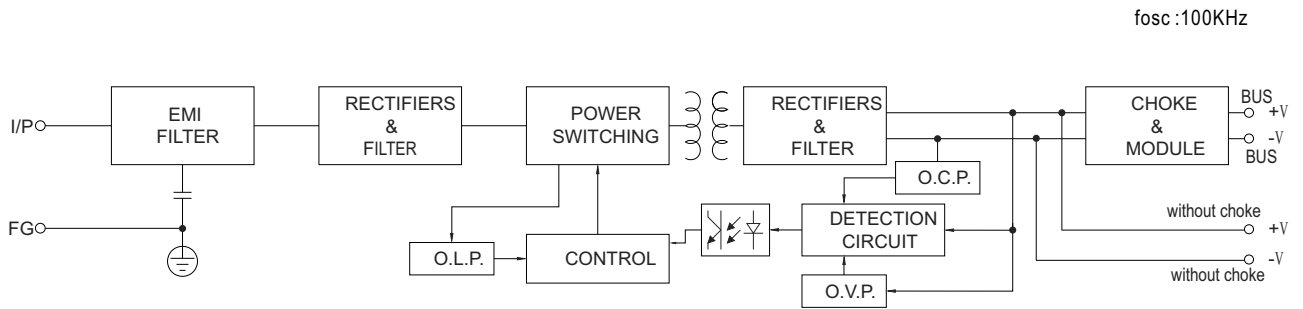 fosc :100KHz
I/P
EMI
FILTER
RECTIFIERS
&
FILTER
POWER
SWITCHING
RECTIFIERS
&
FILTER
CHOKE
&
MODULE
BUS
+V
-V
BUS
O.C.P.
FG
O.L.P.
CONTROL
DETECTION
CIRCUIT
O.V.P.
without choke
+V
-V
without choke